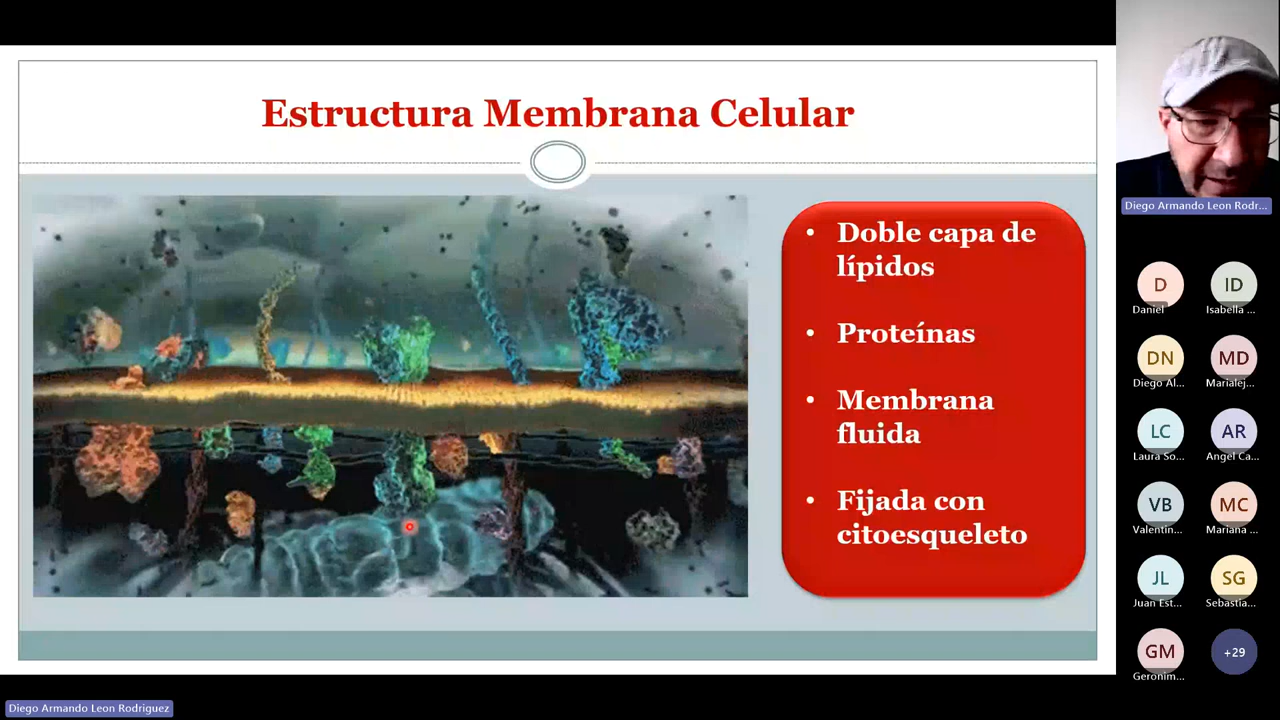 Estructura Membrana Celular
• Doble capa de
lípidos
• Proteínas
• Membrana
fluida
• Fijada con
citoesqueleto
Diego Armando Leon Rodr...
D
Daniel
ID
Isabella ...
DN
Diego Al...
MD
Marialej...
LC
Laura So...
AR
Angel Ca...
VB
Valentin...
MC
Mariana ...
JL
Juan Est...
SG
Sebastia...
GM
Geronim...
+29
Diego Armando Leon Rodriguez